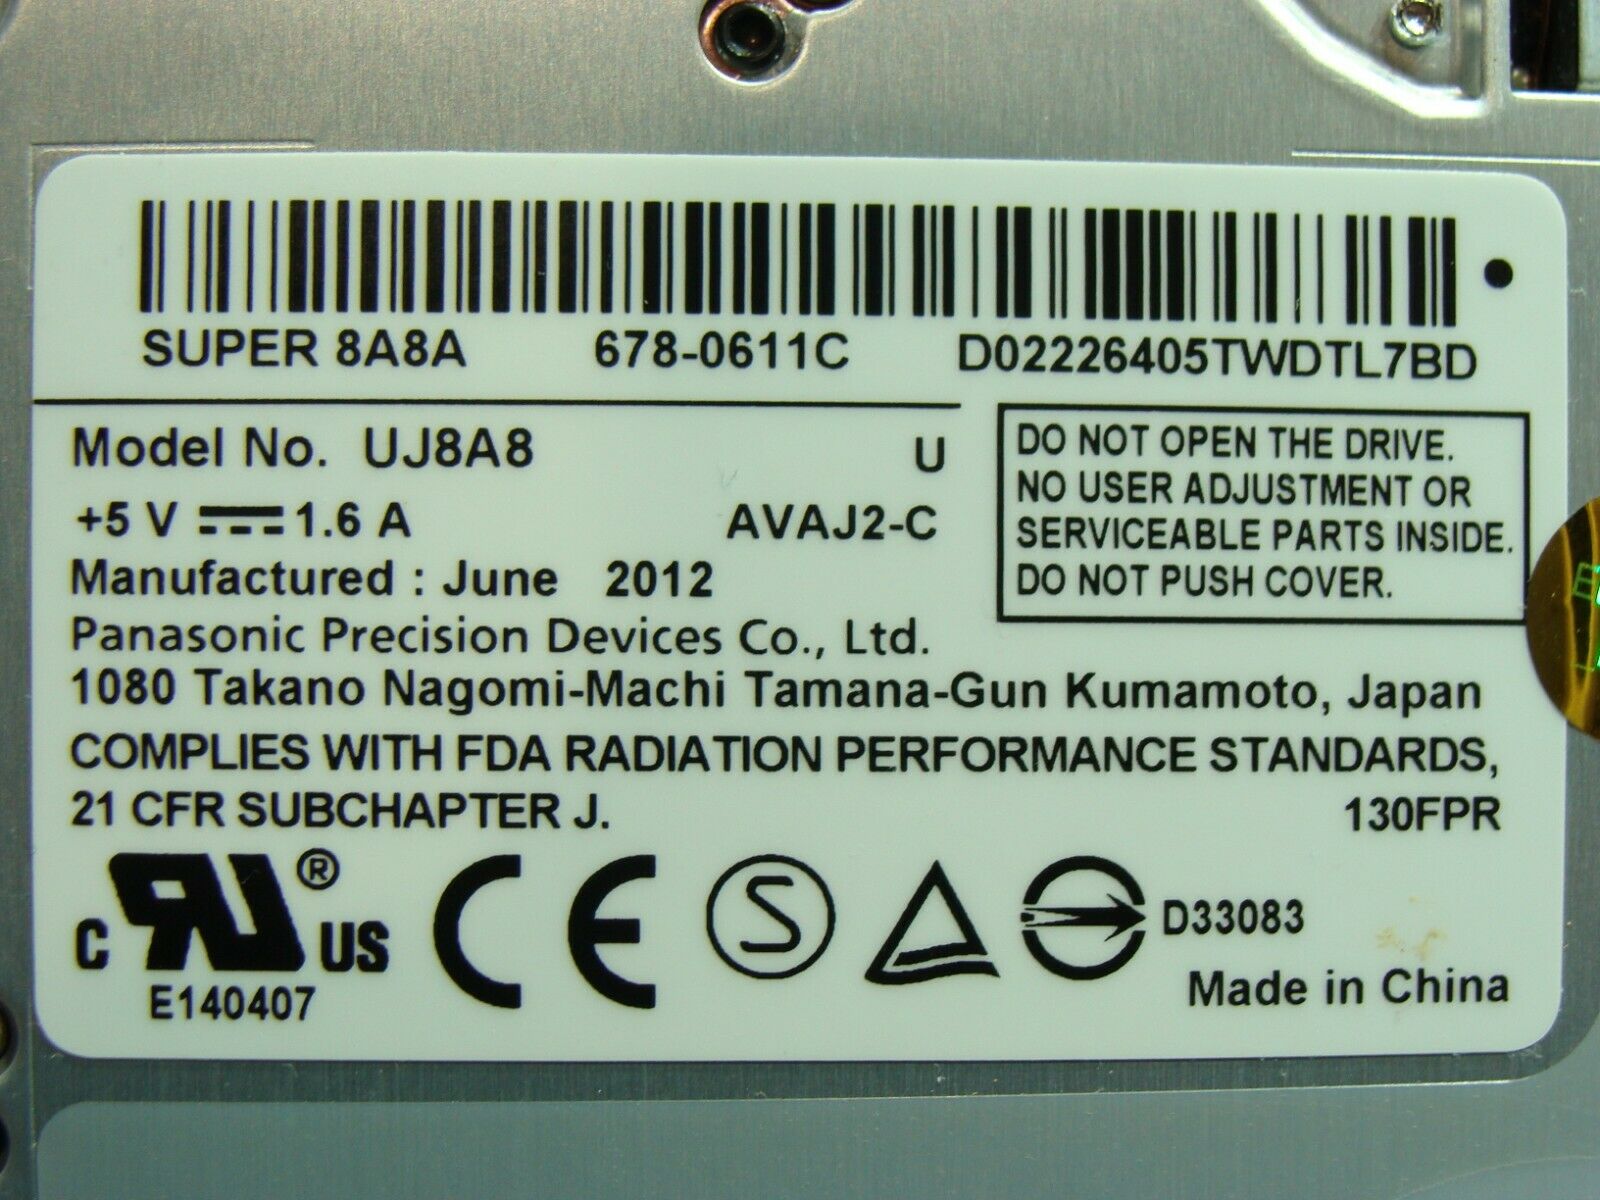 SUPER 8A8A 678-0611C D02226405TWDTL7BD
Model No. UJ8A8 U
+5 V 1.6 A AVAJ2-C
Manufactured : June 2012
DO NOT OPEN THE DRIVE.
NO USER ADJUSTMENT OR
SERVICEABLE PARTS INSIDE.
DO NOT PUSH COVER.
Panasonic Precision Devices Co., Ltd.
1080 Takano Nagomi-Machi Tamana-Gun Kumamoto, Japan
COMPLIES WITH FDA RADIATION PERFORMANCE STANDARDS,
21 CFR SUBCHAPTER J. 130FPR
C RU ® US CE S D33083
E140407
Made in China